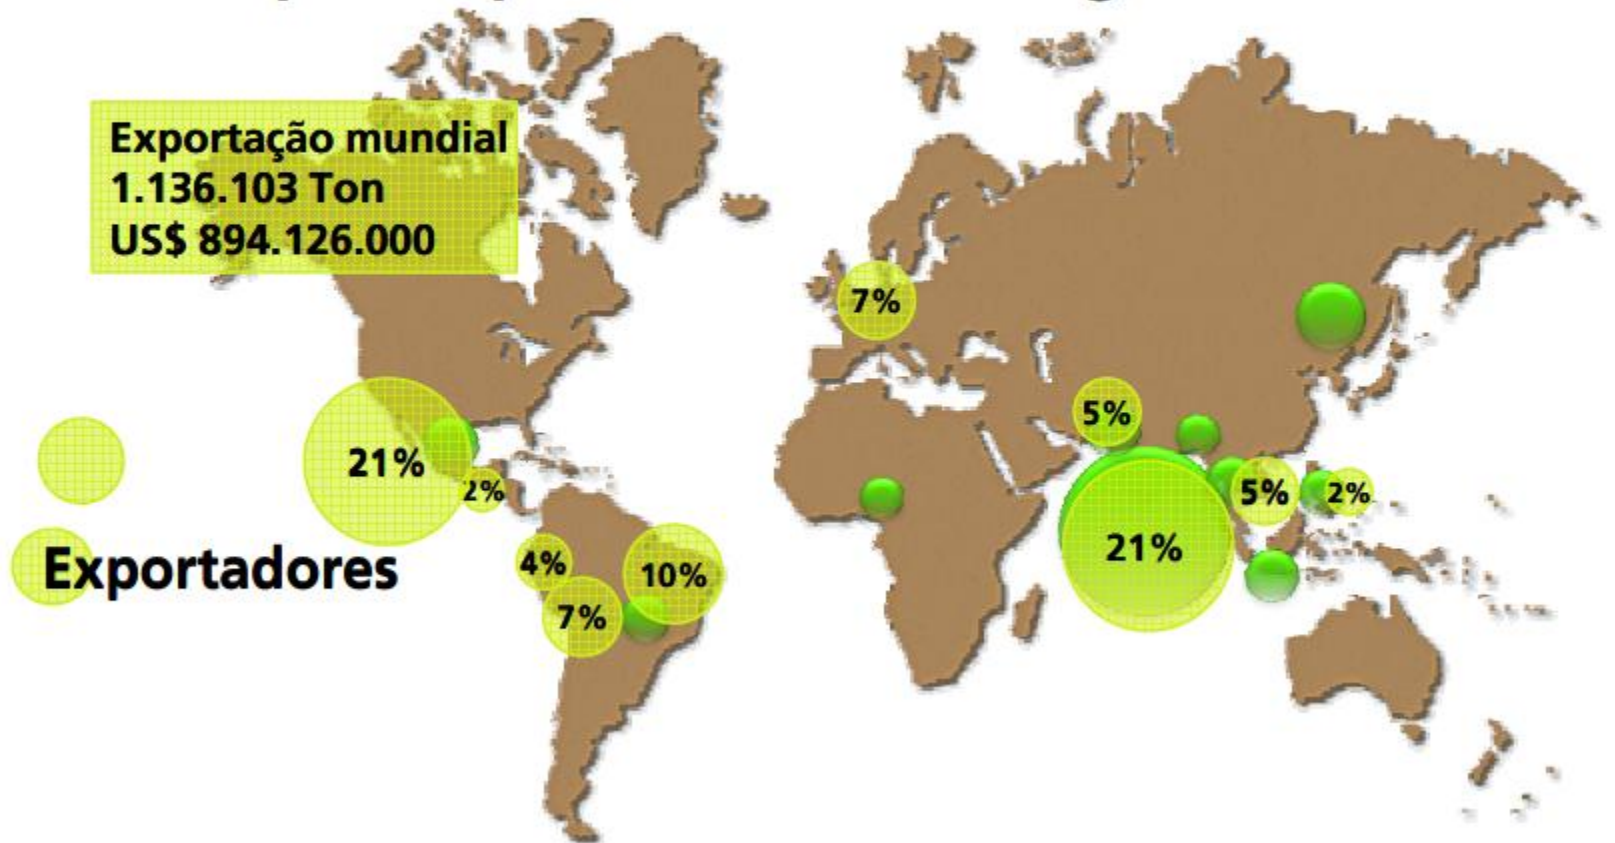 Exportação mundial
1.136.103 Ton
US$ 894.126.000
7%
5%
21%
2%
5%
2%
21%
4%
10%
7%
Exportadores